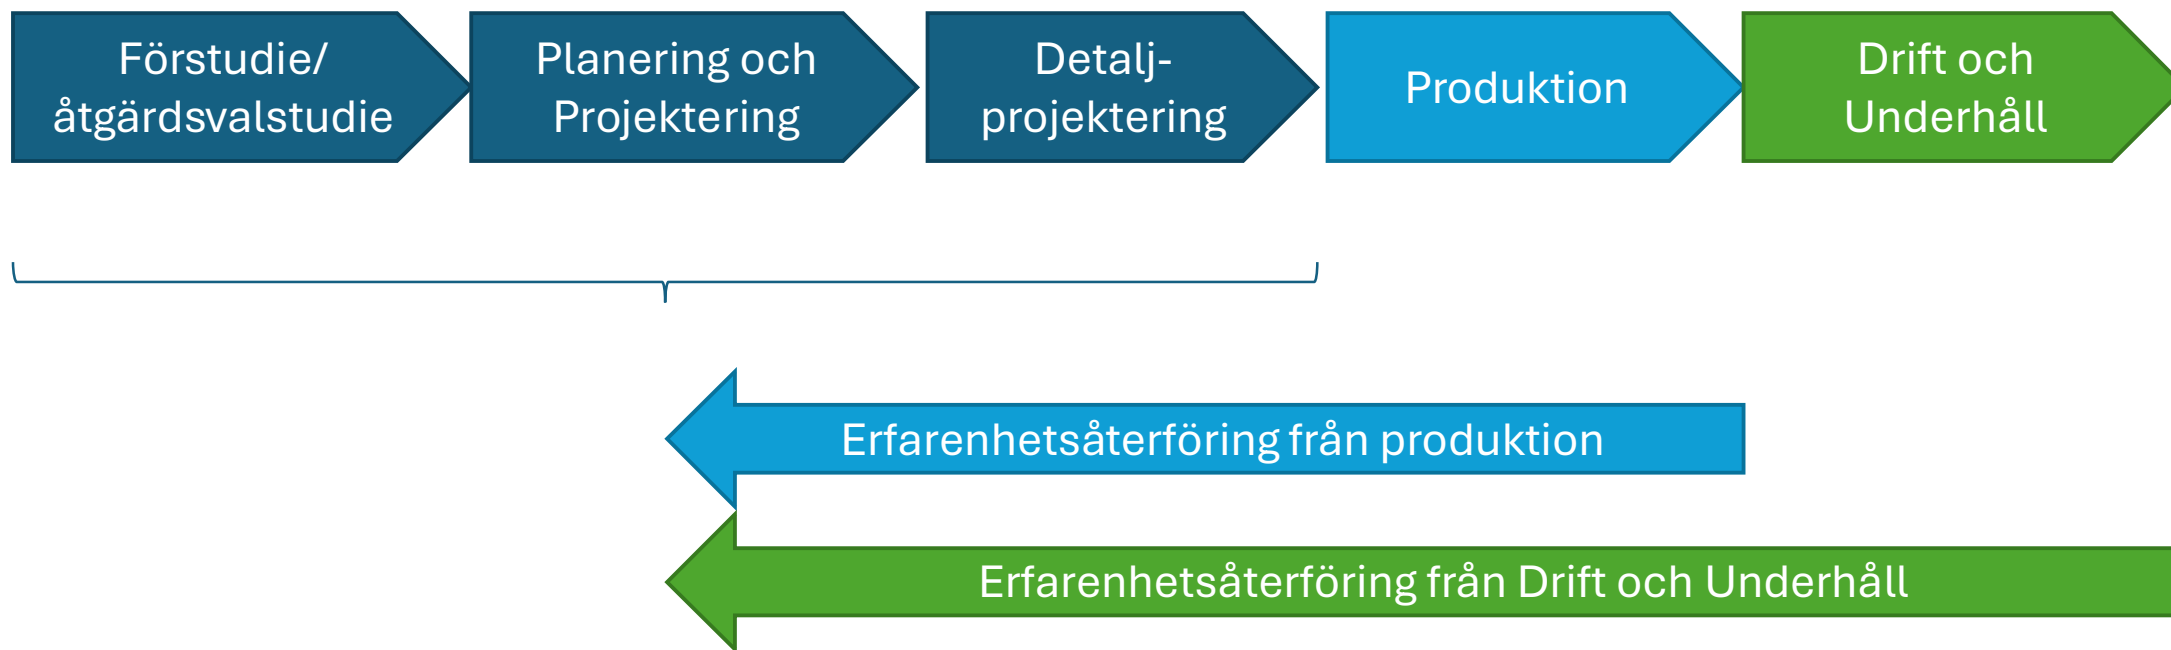 Förstudie/
åtgärdsvalstudie
Planering och
Projektering
Detalj-
projektering
Produktion
Drift och
Underhåll
Erfarenhetsåterföring från produktion
Erfarenhetsåterföring från Drift och Underhåll